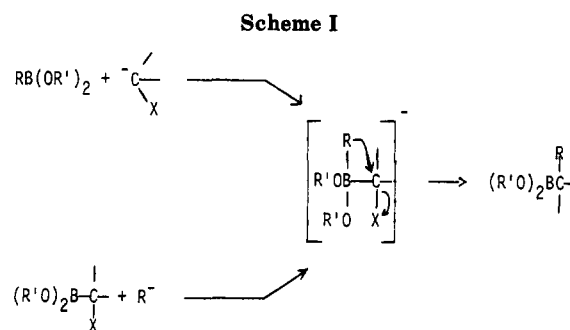 Scheme I
RB(OR')₂ + ⁻C
X
R
R'OB—C
R'O X
−
R
(R'O)₂BC
(R'O)₂B-C + R⁻
X